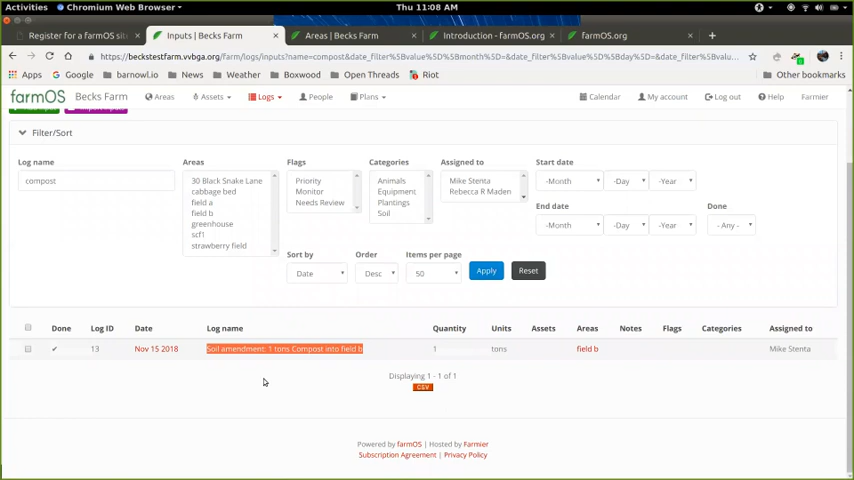 Activities Chromium Web Browser Thu 11:08 AM
Register for a farmOS sit Inputs | Becks Farm Areas | Becks Farm Introduction - farmOS.org farmOS.org
https://beckstestfarm.vvbga.org/farm/logs/inputs?name=compost&date_filter%5Bvalue%5D%5Bmonth%5D=&date_filter%5Bvalue%5D%5Bday%5D=&date_filter%5Bvalu...
Apps Google barnowl.io News Weather Boxwood Open Threads Riot Other bookmarks
farmOS Becks Farm Areas Assets Logs People Plans Calendar My account Log out Help Farmier
Filter/Sort
Log name Areas Flags Categories Assigned to Start date
compost 30 Black Snake Lane Priority Animals Mike Stenta -Month -Day -Year
cabbage bed Monitor Equipment Rebecca R Maden
field a Needs Review Plantings
field b Soil End date Done
greenhouse -Month -Day -Year - Any -
scf1
strawberry field
Sort by Order Items per page
Date Desc 50 Apply Reset
Done Log ID Date Log name Quantity Units Assets Areas Notes Flags Categories Assigned to
✔ 13 Nov 15 2018 Soil amendment: 1 tons Compost into field b 1 tons field b Mike Stenta
Displaying 1 - 1 of 1
CSV
Powered by farmOS | Hosted by Farmier
Subscription Agreement | Privacy Policy